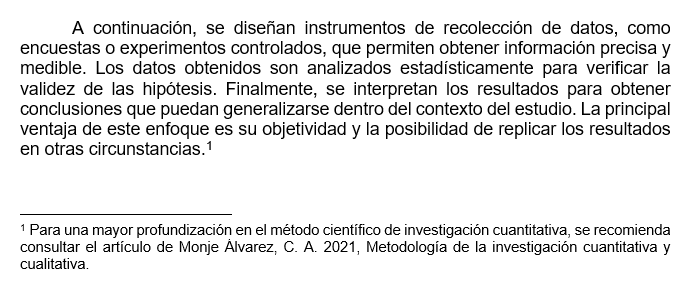 A continuación, se diseñan instrumentos de recolección de datos, como
encuestas o experimentos controlados, que permiten obtener información precisa y
medible. Los datos obtenidos son analizados estadísticamente para verificar la
validez de las hipótesis. Finalmente, se interpretan los resultados para obtener
conclusiones que puedan generalizarse dentro del contexto del estudio. La principal
ventaja de este enfoque es su objetividad y la posibilidad de replicar los resultados
en otras circunstancias.¹
¹ Para una mayor profundización en el método científico de investigación cuantitativa, se recomienda
consultar el artículo de Monje Álvarez, C. A. 2021, Metodología de la investigación cuantitativa y
cualitativa.